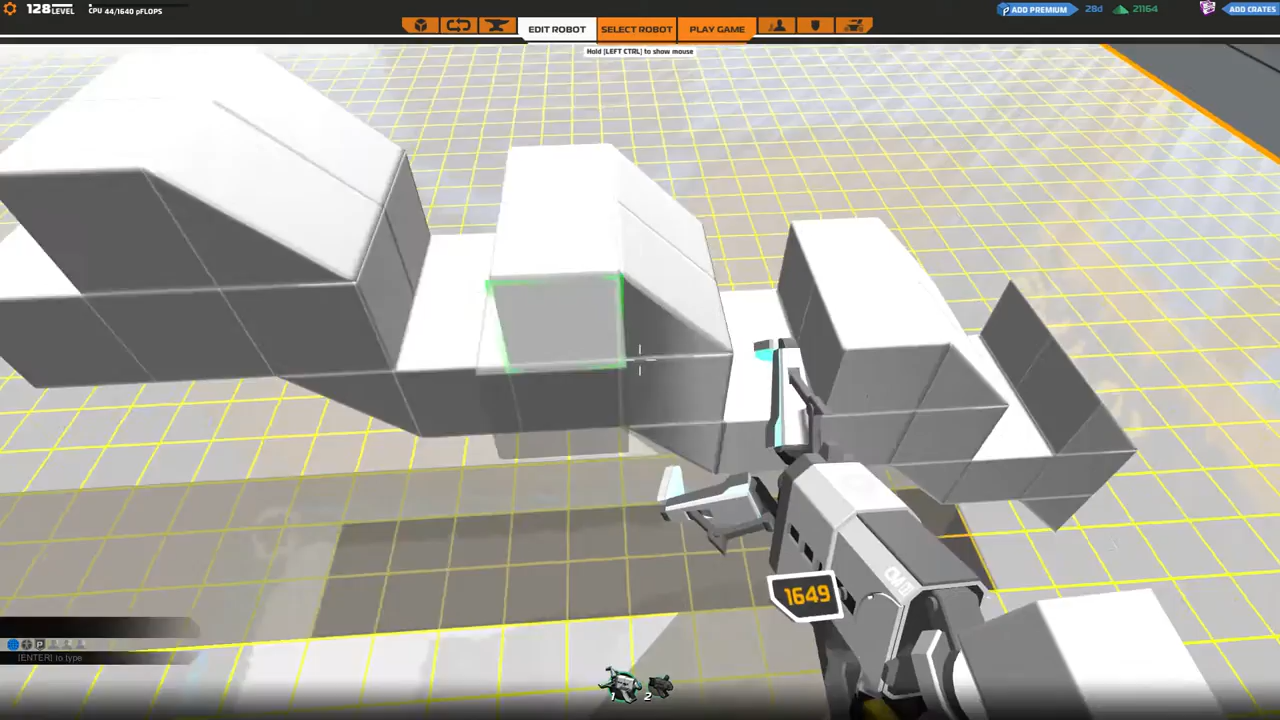 128 LEVEL
CPU 44/1640 pFLOPS
ADD PREMIUM
28d
21164
ADD CRATES
EDIT ROBOT
SELECT ROBOT
PLAY GAME
Hold [LEFT CTRL] to show mouse
1649
P
[ENTER] to type
1
2